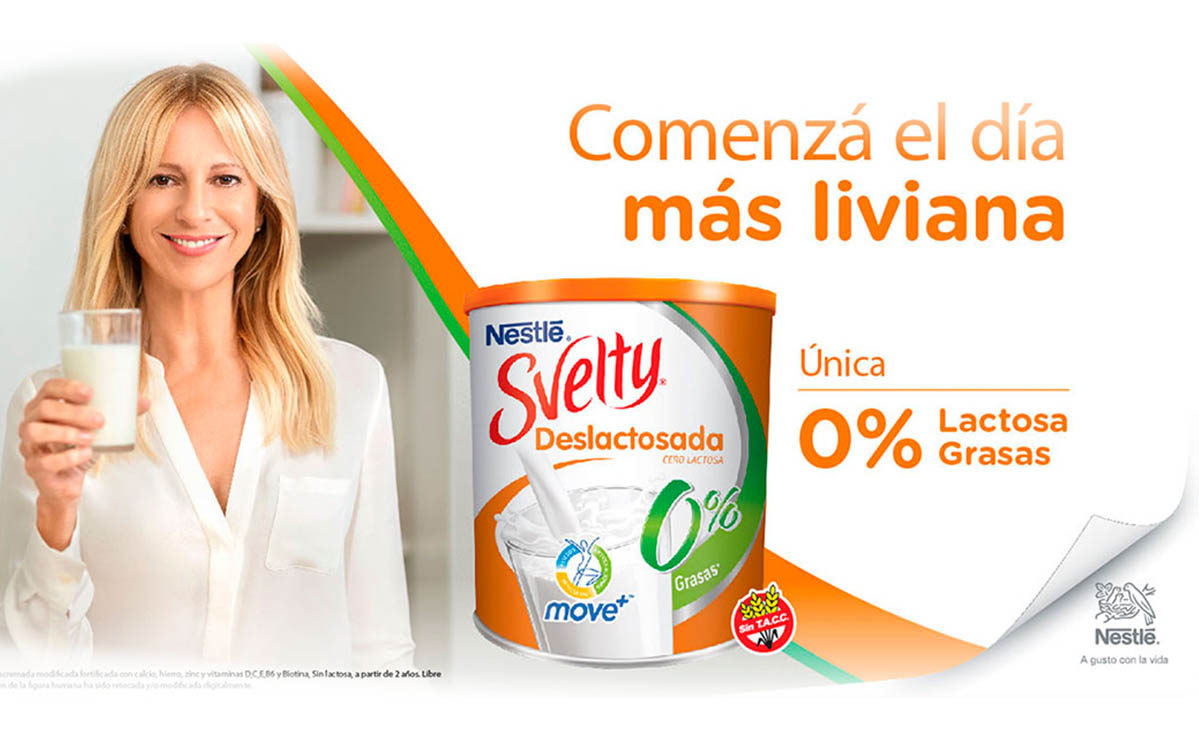 Comenzá el día
más liviana
Nestlé®
Svelty®
Deslactosada
CERO LACTOSA
0%
Grasas*
move+™
Sin T.A.C.C.
Única
0% Lactosa
Grasas
Nestlé®
A gusto con la vida
modificada fortificada con calcio, hierro, zinc y vitaminas D,C,E,B6 y Biotina, Sin lactosa, a partir de 2 años. Libre
de la figura humana ha sido retocada y/o modificada digitalmente.